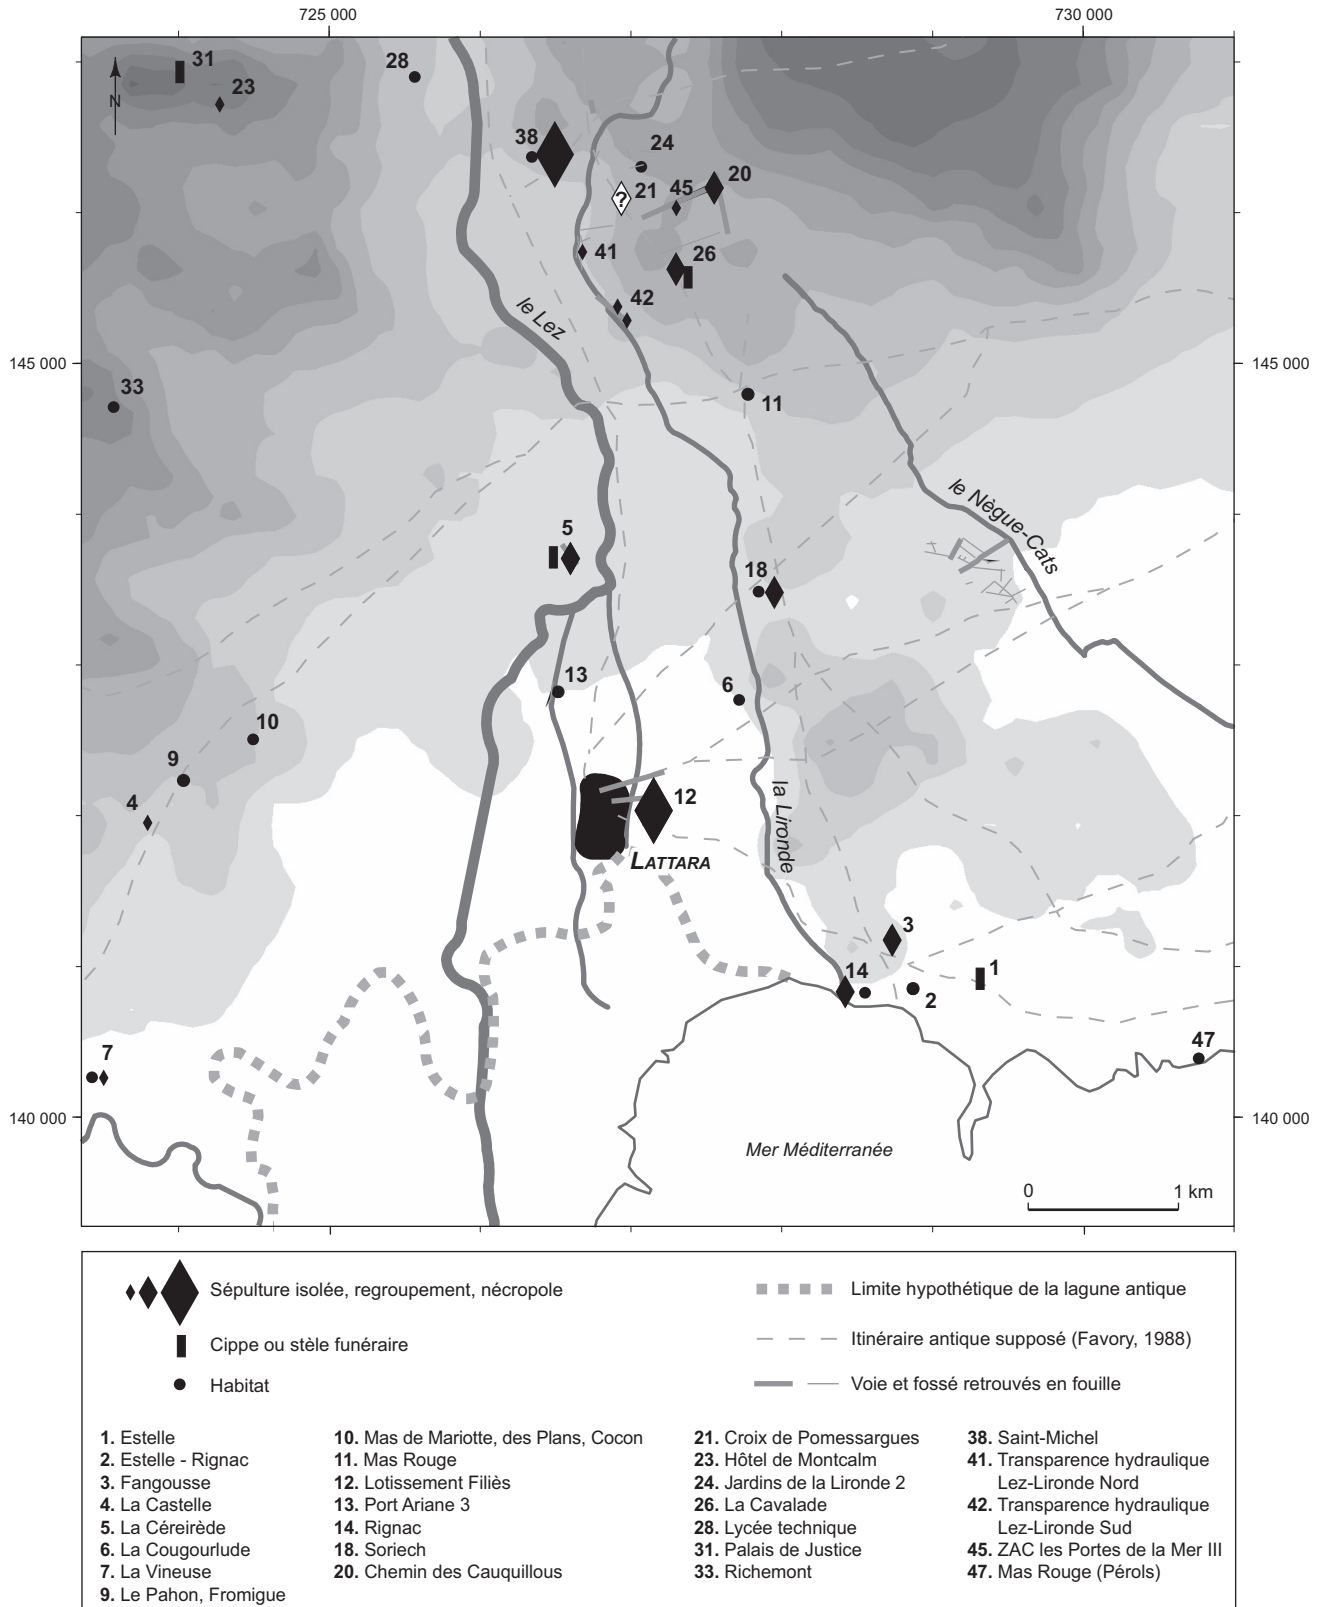 725 000
730 000
31
28
23
N
38
24
21
?
45
20
41
26
42
le Lez
145 000
145 000
33
11
le Nègue-Cats
5
18
13
6
10
9
4
12
la Lironde
LATTARA
3
14
1
2
7
47
140 000
140 000
Mer Méditerranée
0
1 km
Sépulture isolée, regroupement, nécropole
Cippe ou stèle funéraire
Habitat
Limite hypothétique de la lagune antique
Itinéraire antique supposé (Favory, 1988)
Voie et fossé retrouvés en fouille
1. Estelle
2. Estelle - Rignac
3. Fangousse
4. La Castelle
5. La Céreirède
6. La Cougourlude
7. La Vineuse
9. Le Pahon, Fromigue
10. Mas de Mariotte, des Plans, Cocon
11. Mas Rouge
12. Lotissement Filiès
13. Port Ariane 3
14. Rignac
18. Soriech
20. Chemin des Cauquillous
21. Croix de Pomessargues
23. Hôtel de Montcalm
24. Jardins de la Lironde 2
26. La Cavalade
28. Lycée technique
31. Palais de Justice
33. Richemont
38. Saint-Michel
41. Transparence hydraulique
Lez-Lironde Nord
42. Transparence hydraulique
Lez-Lironde Sud
45. ZAC les Portes de la Mer III
47. Mas Rouge (Pérols)